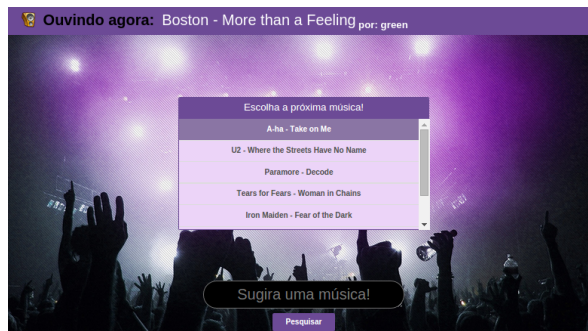 Ouvindo agora: Boston - More than a Feeling por: green
Escolha a próxima música!
A-ha - Take on Me
U2 - Where the Streets Have No Name
Paramore - Decode
Tears for Fears - Woman in Chains
Iron Maiden - Fear of the Dark
Sugira uma música!
Pesquisar